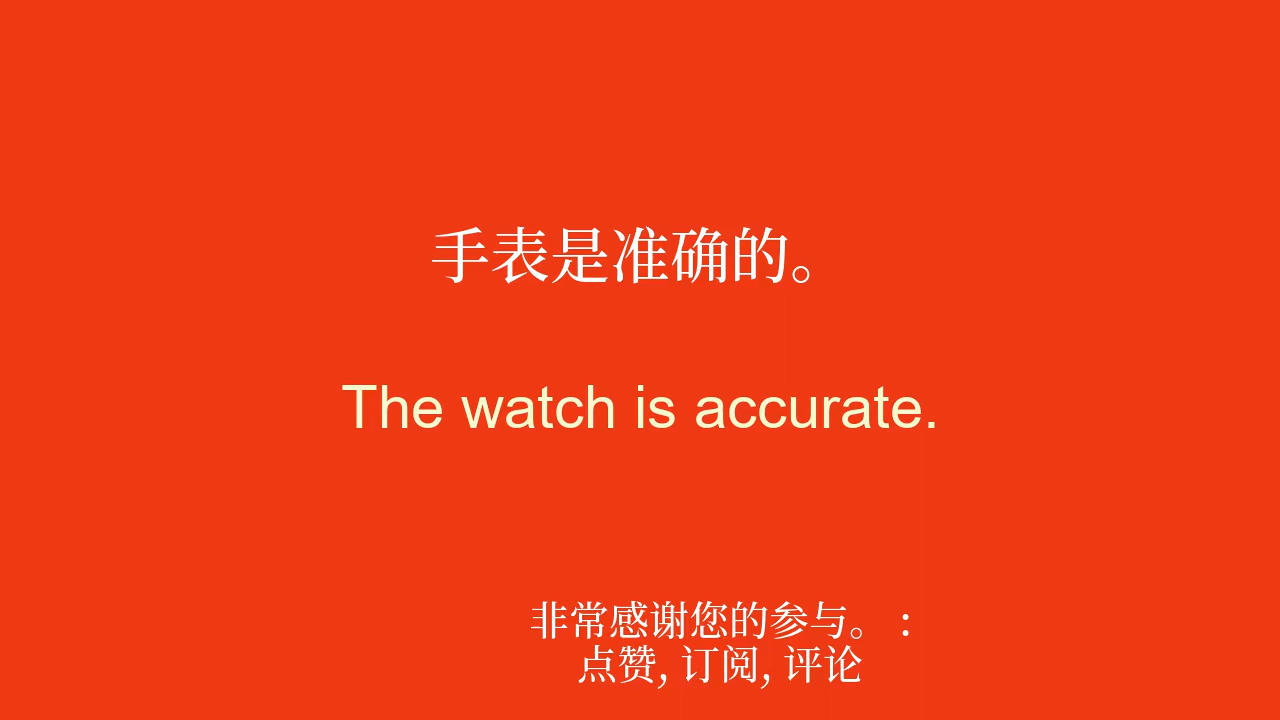 手表是准确的。
The watch is accurate.
非常感谢您的参与。 :
点赞, 订阅, 评论